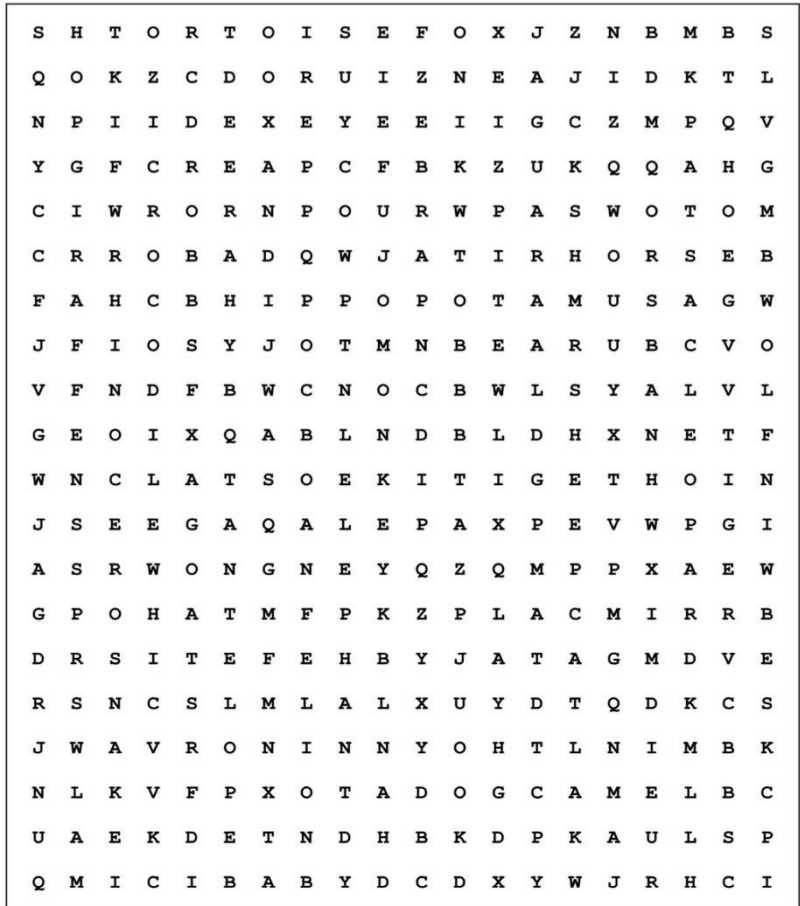 S H T O R T O I S E F O X J Z N B M B S
Q O K Z C D O R U I Z N E A J I D K T L
N P I I D E X E Y E E I I G C Z M P Q V
Y G F C R E A P C F B K Z U K Q Q A H G
C I W R O R N P O U R W P A S W O T O M
C R R O B A D Q W J A T I R H O R S E B
F A H C B H I P P O P O T A M U S A G W
J F I O S Y J O T M N B E A R U B C V O
V F N D F B W C N O C B W L S Y A L V L
G E O I X Q A B L N D B L D H X N E T F
W N C L A T S O E K I T I G E T H O I N
J S E E G A Q A L E P A X P E V W P G I
A S R W O N G N E Y Q Z Q M P P X A E W
G P O H A T M F P K Z P L A C M I R R B
D R S I T E F E H B Y J A T A G M D V E
R S N C S L M L A L X U Y D T Q D K C S
J W A V R O N I N N Y O H T L N I M B K
N L K V F P X O T A D O G C A M E L B C
U A E K D E T N D H B K D P K A U L S P
Q M I C I B A B Y D C D X Y W J R H C I